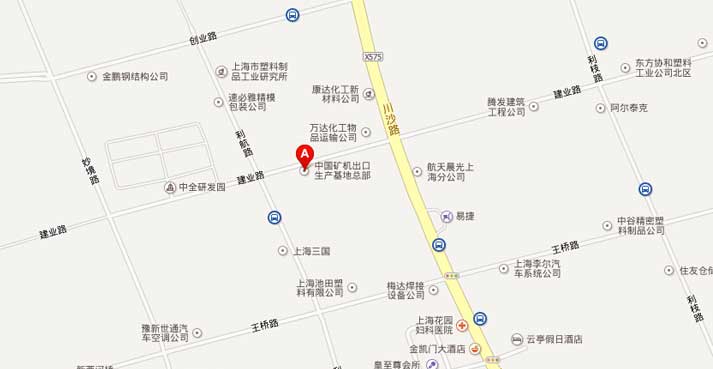 创业路
X575
上海市塑料制
品工业研究所
金鹏钢结构公司
东方协和塑料
工业公司北区
利枝路
康达化工新
材料公司
速必雅精模
包装公司
建业路
腾发建筑
工程公司
阿尔泰克
川沙路
万达化工物
品运输公司
利航路
妙境路
中国矿机出口
生产基地总部
A
航天晨光上
海分公司
建业路
中全研发园
易捷
中谷精密塑
料制品公司
建业路
上海三国
王桥路
上海李尔汽
车系统公司
住友仓储
上海池田塑
料有限公司
梅达焊接
设备公司
利枝路
王桥路
豫新世通汽
车空调公司
上海花园
妇科医院
云亭假日酒店
金凯门大酒店
皇至尊会所